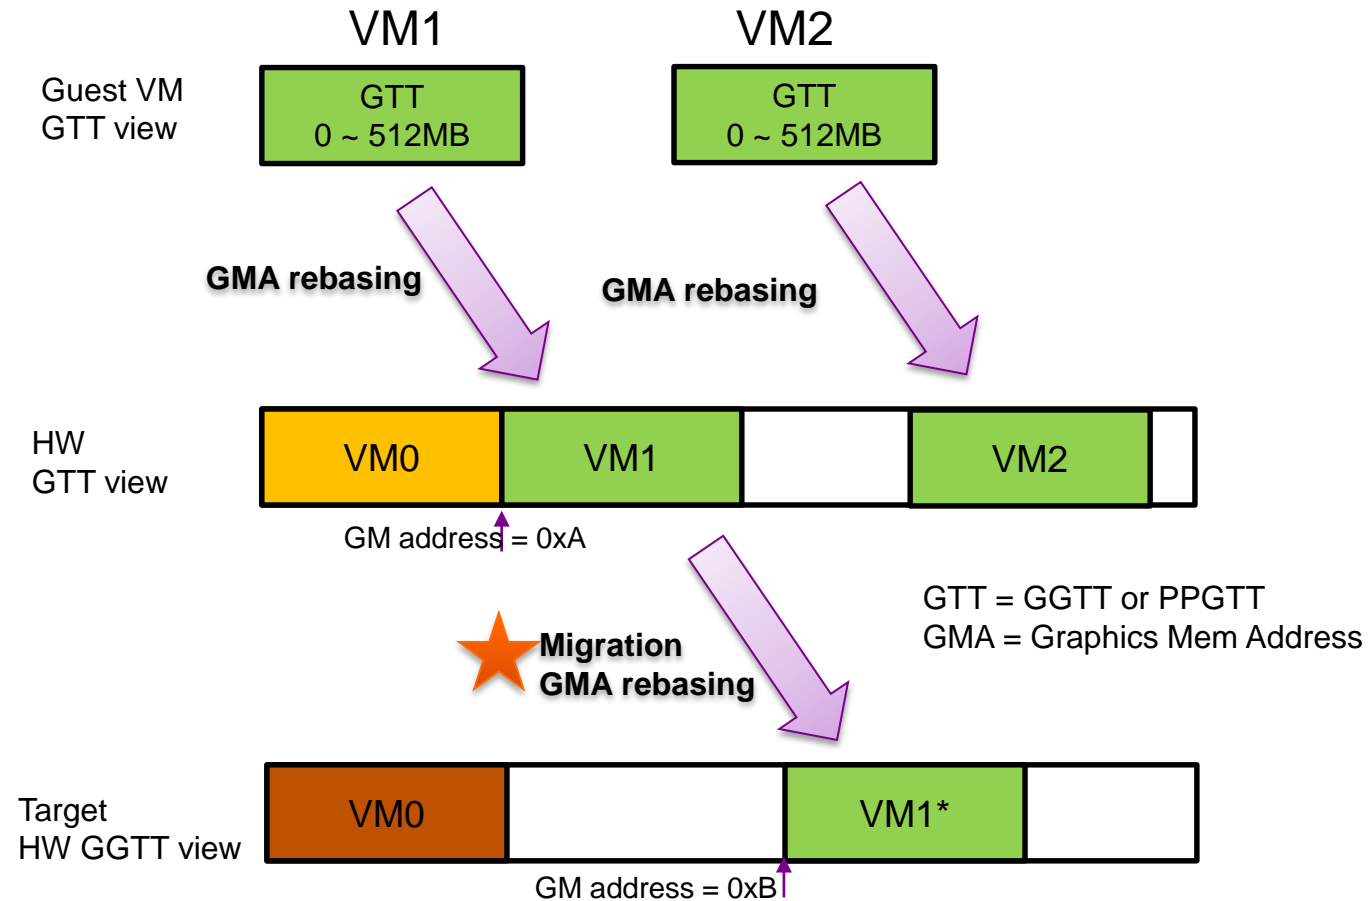 VM1
VM2
Guest VM
GTT view
GTT
0 ~ 512MB
GTT
0 ~ 512MB
GMA rebasing
GMA rebasing
HW
GTT view
VM0
VM1
VM2
GM address = 0xA
GTT = GGTT or PPGTT
GMA = Graphics Mem Address
Migration
GMA rebasing
Target
HW GGTT view
VM0
VM1*
GM address = 0xB